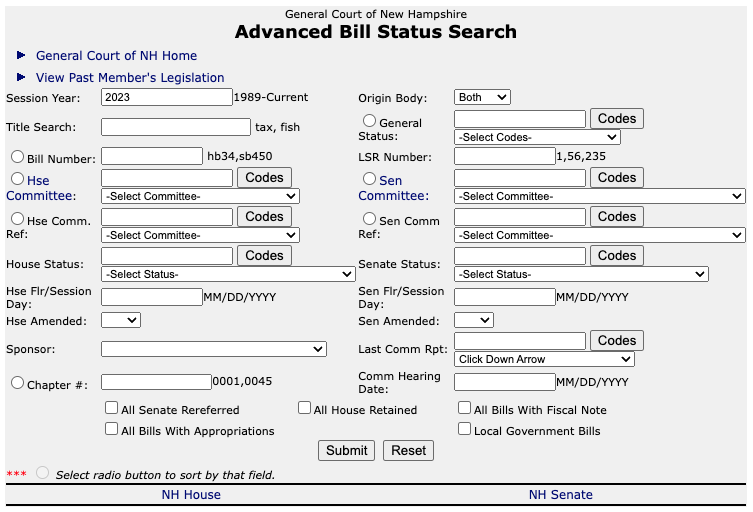 General Court of New Hampshire
Advanced Bill Status Search
General Court of NH Home
View Past Member's Legislation
Session Year: 2023 1989-Current Origin Body: Both
Title Search: tax, fish General Status: Codes -Select Codes-
Bill Number: hb34,sb450 LSR Number: 1,56,235
Hse Committee: Codes -Select Committee- Sen Committee: Codes -Select Committee-
Hse Comm. Ref: Codes -Select Committee- Sen Comm Ref: Codes -Select Committee-
House Status: Codes -Select Status- Senate Status: Codes -Select Status-
Hse Flr/Session Day: MM/DD/YYYY Sen Flr/Session Day: MM/DD/YYYY
Hse Amended: Sen Amended:
Sponsor: Last Comm Rpt: Codes Click Down Arrow
Chapter #: 0001,0045 Comm Hearing Date: MM/DD/YYYY
All Senate Rereferred All House Retained All Bills With Fiscal Note
All Bills With Appropriations Local Government Bills
Submit Reset
*** Select radio button to sort by that field.
NH House NH Senate